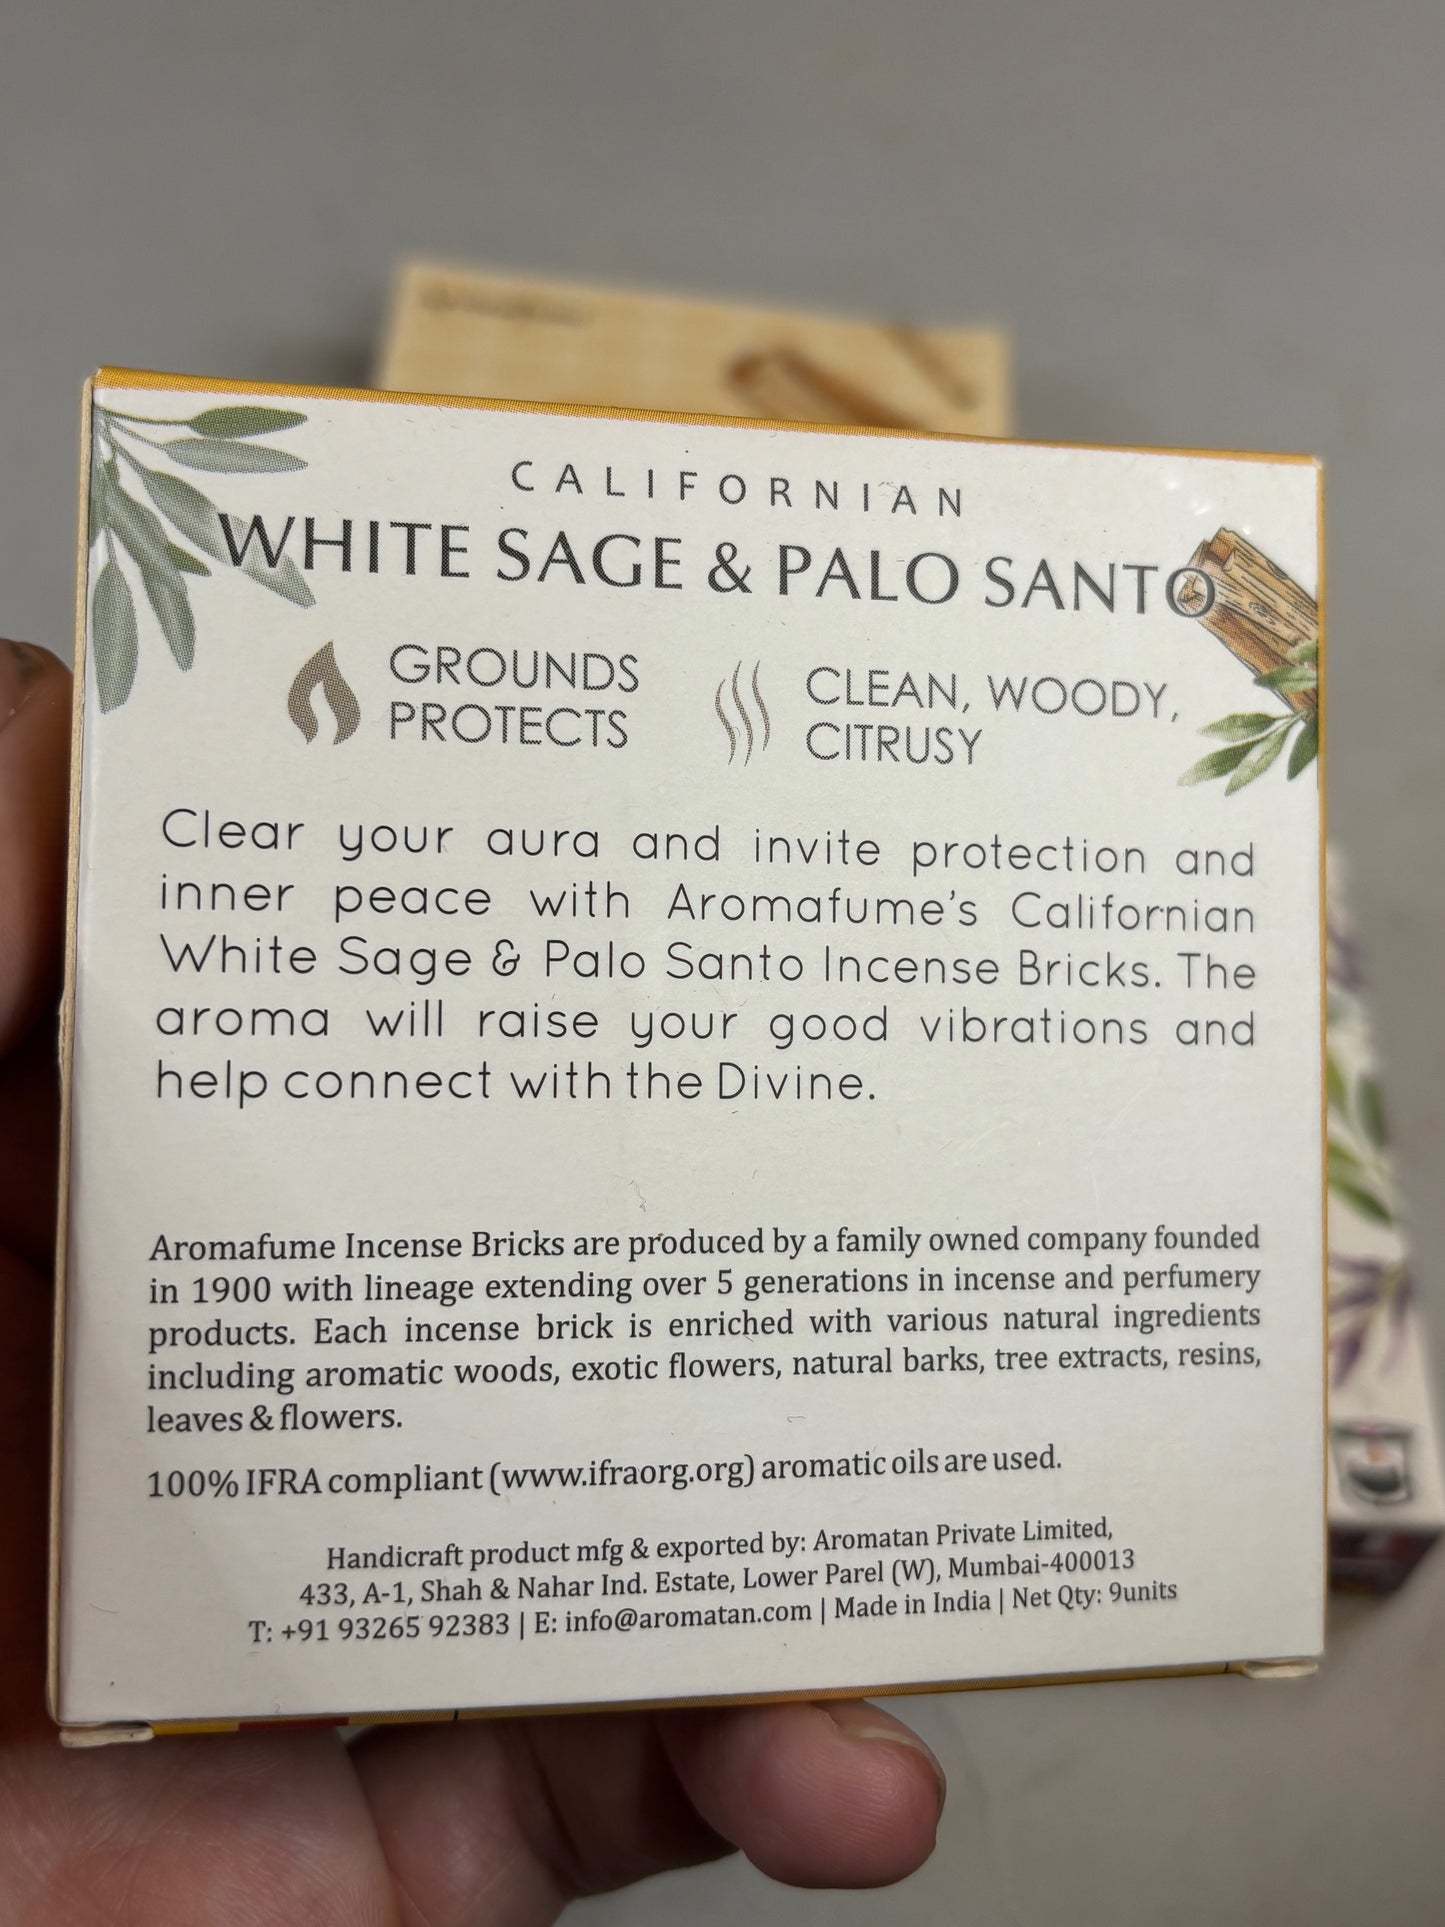 CALIFORNIAN
WHITE SAGE & PALO SANTO
GROUNDS
PROTECTS
CLEAN, WOODY,
CITRUSY
Clear your aura and invite protection and
inner peace with Aromafume's Californian
White Sage & Palo Santo Incense Bricks. The
aroma will raise your good vibrations and
help connect with the Divine.
Aromafume Incense Bricks are produced by a family owned company founded
in 1900 with lineage extending over 5 generations in incense and perfumery
products. Each incense brick is enriched with various natural ingredients
including aromatic woods, exotic flowers, natural barks, tree extracts, resins,
leaves & flowers.
100% IFRA compliant (www.ifraorg.org) aromatic oils are used.
Handicraft product mfg & exported by: Aromatan Private Limited,
433, A-1, Shah & Nahar Ind. Estate, Lower Parel (W), Mumbai-400013
T: +91 93265 92383 | E: info@aromatan.com | Made in India | Net Qty: 9units